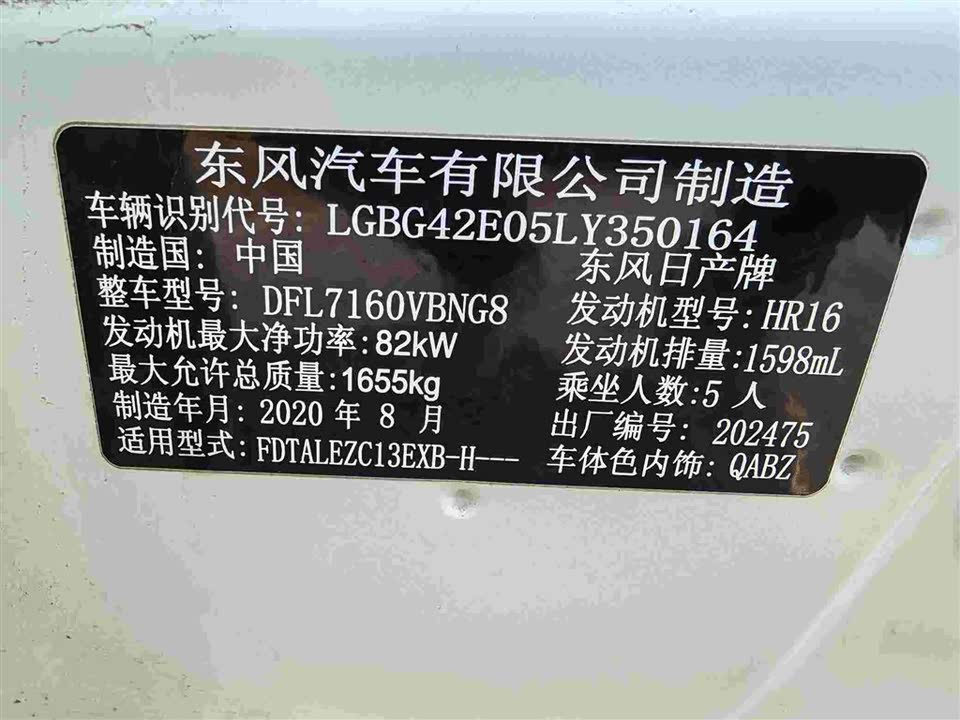 东风汽车有限公司制造
车辆识别代号: LGBG42E05LY350164
制造国: 中国 东风日产牌
整车型号: DFL7160VBNG8 发动机型号: HR16
发动机最大净功率: 82kW 发动机排量: 1598mL
最大允许总质量: 1655kg 乘坐人数: 5 人
制造年月: 2020 年 8 月 出厂编号: 202475
适用型式: FDTALEZC13EXB-H--- 车体色内饰: QABZ